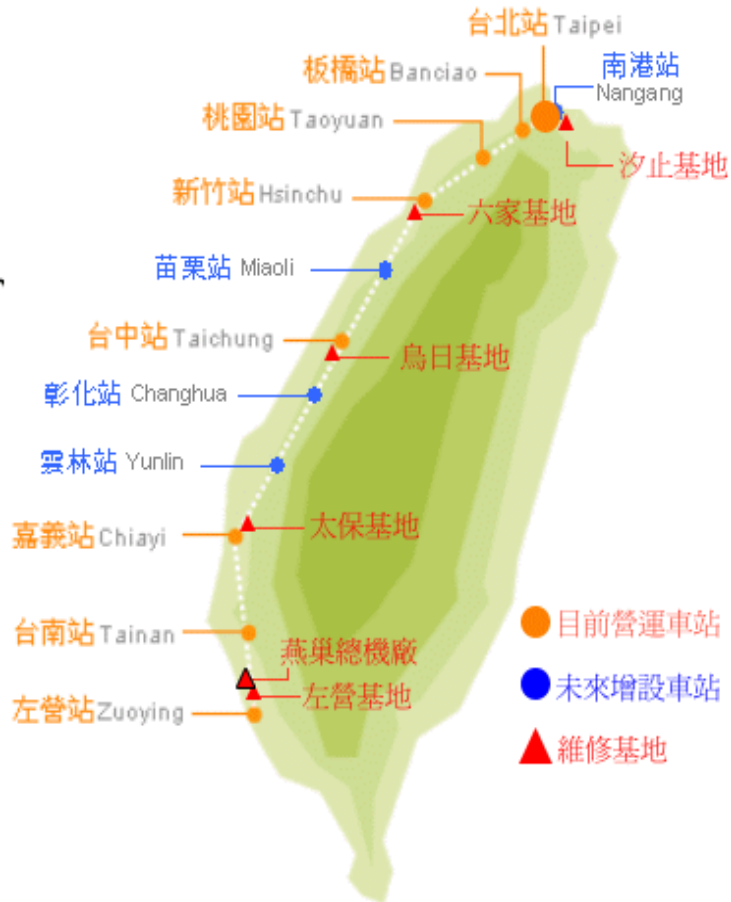 台北站 Taipei
南港站
Nangang
板橋站 Banciao
桃園站 Taoyuan
汐止基地
新竹站 Hsinchu
六家基地
苗栗站 Miaoli
台中站 Taichung
烏日基地
彰化站 Changhua
雲林站 Yunlin
嘉義站 Chiayi
太保基地
台南站 Tainan
目前營運車站
燕巢總機廠
左營基地
未來增設車站
左營站 Zuoying
維修基地